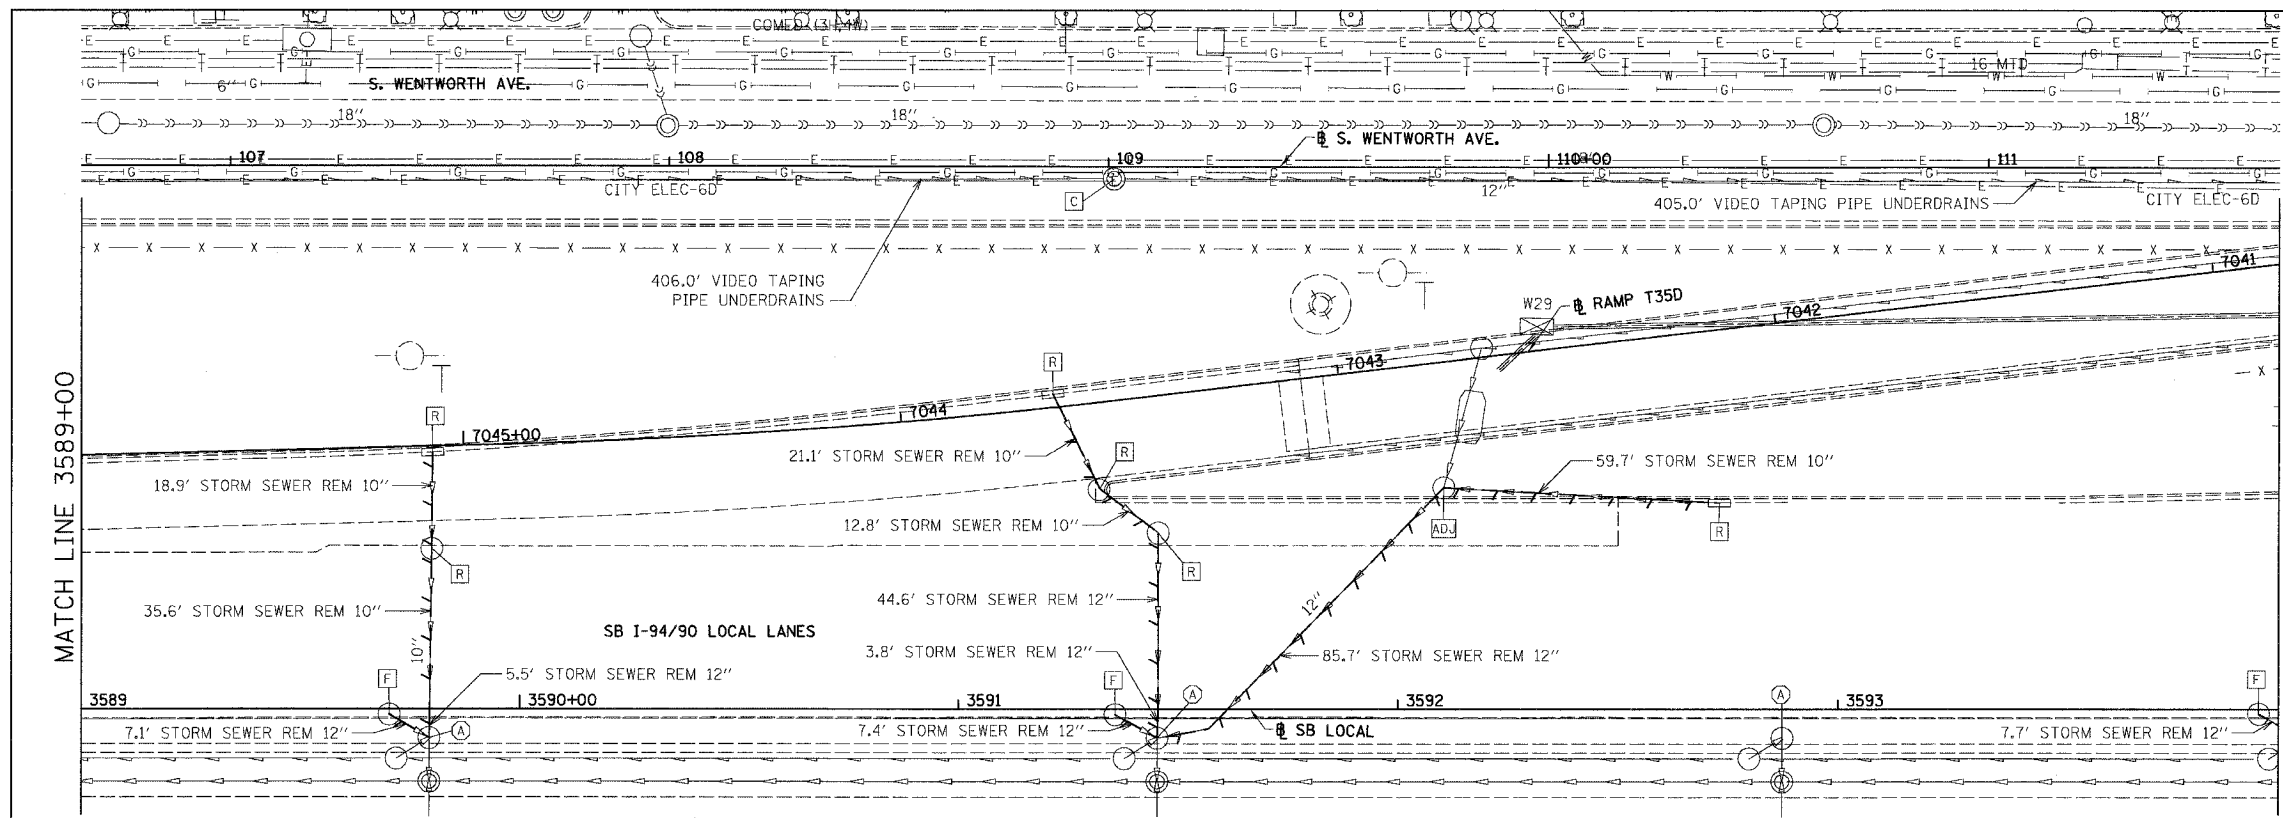 COMED (3H,4W)
16 MTD
6"
S. WENTWORTH AVE.
18"
18"
18"
℄ S. WENTWORTH AVE.
107
108
109
110+00
111
CITY ELEC-6D
C
12"
405.0' VIDEO TAPING PIPE UNDERDRAINS
CITY ELEC-6D
406.0' VIDEO TAPING
PIPE UNDERDRAINS
W29
℄ RAMP T35D
7041
7042
7043
7044
7045+00
R
R
R
21.1' STORM SEWER REM 10"
59.7' STORM SEWER REM 10"
18.9' STORM SEWER REM 10"
12.8' STORM SEWER REM 10"
ADJ
R
R
R
MATCH LINE 3589+00
35.6' STORM SEWER REM 10"
44.6' STORM SEWER REM 12"
12"
10"
SB I-94/90 LOCAL LANES
3.8' STORM SEWER REM 12"
85.7' STORM SEWER REM 12"
5.5' STORM SEWER REM 12"
F
F
A
A
F
3589
3590+00
3591
3592
3593
7.1' STORM SEWER REM 12"
A
7.4' STORM SEWER REM 12"
℄ SB LOCAL
7.7' STORM SEWER REM 12"